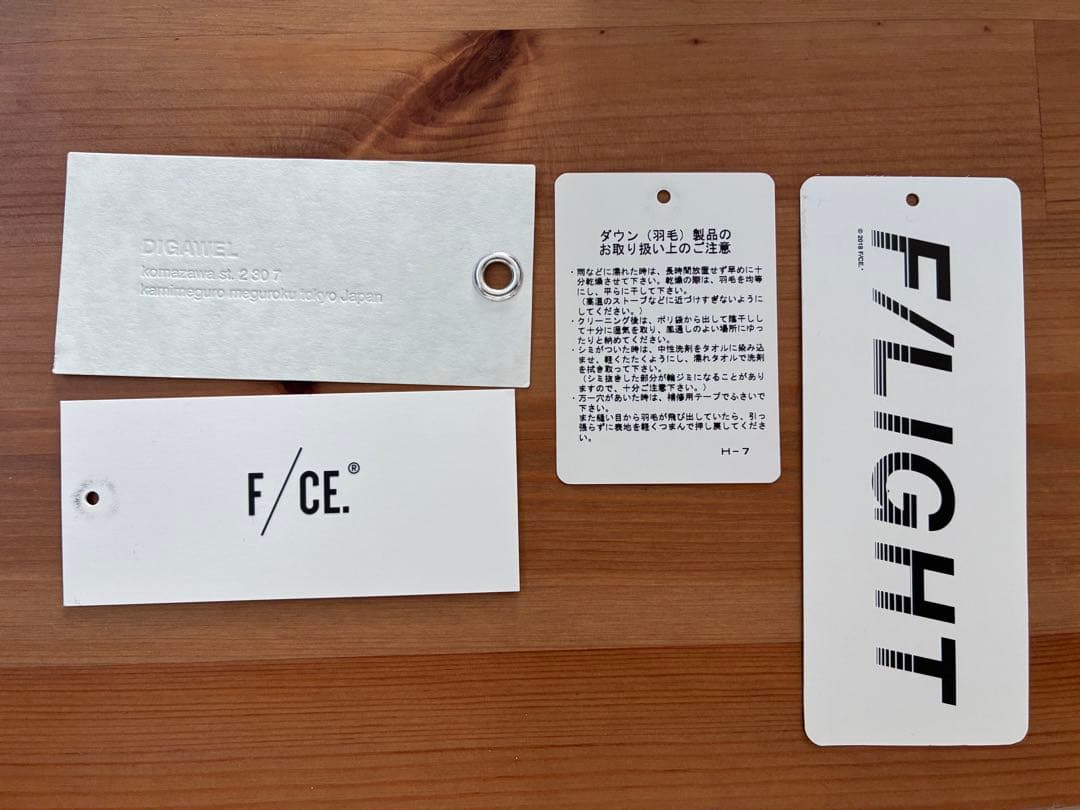 DIGAWEL
komazawa st. 2 30 7
kamimeguro meguroku tokyo Japan
F/CE.®
ダウン（羽毛）製品の
お取り扱い上のご注意
・雨などに濡れた時は、長時間放置せず早めに十
分乾燥させて下さい。乾燥の際は、羽毛を均等
にし、平らに干して下さい。
（高温のストーブなどに近づけすぎないように
してください。）
・クリーニング後は、ポリ袋から出して陰干しし
て十分に湿気を取り、風通しのよい場所にゆっ
たりと納めてください。
・シミがついた時は、中性洗剤をタオルに染み込
ませ、軽くたたくようにし、濡れタオルで洗剤
を拭き取って下さい。
（シミ抜きした部分が輪ジミになることがあり
ますので、十分ご注意下さい。）
・万一穴があいた時は、補修用テープでふさいで
下さい。
また縫い目から羽毛が飛び出していたら、引っ
張らずに表地を軽くつまんで押し戻してくださ
い。
H-7
© 2018 F/CE.®
F/LIGHT